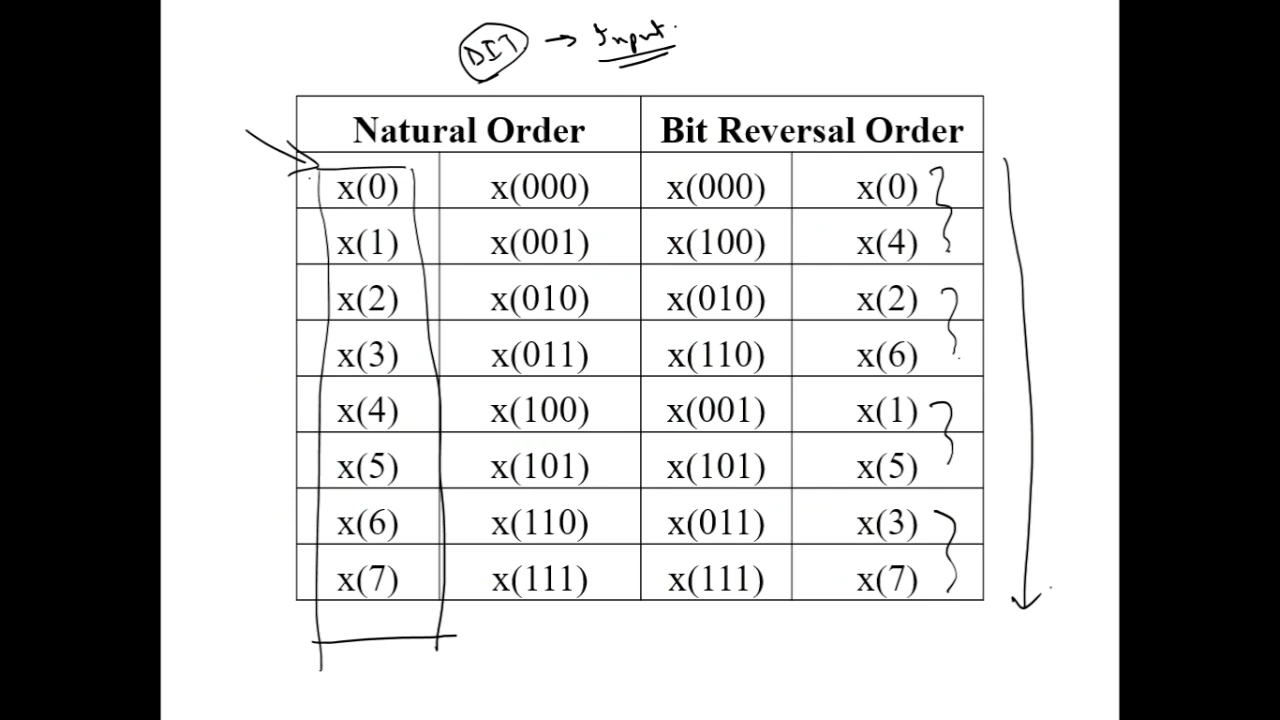 DIT → Input.
Natural Order Bit Reversal Order
x(0) x(000) x(000) x(0)
x(1) x(001) x(100) x(4)
x(2) x(010) x(010) x(2)
x(3) x(011) x(110) x(6)
x(4) x(100) x(001) x(1)
x(5) x(101) x(101) x(5)
x(6) x(110) x(011) x(3)
x(7) x(111) x(111) x(7)